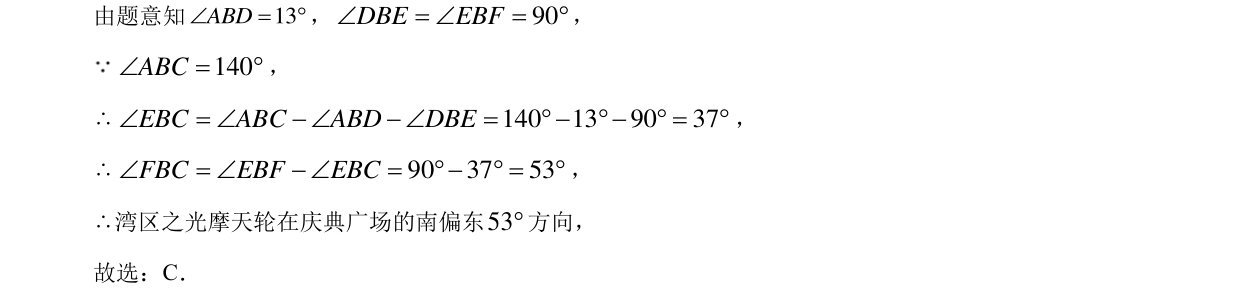 由题意知∠ABD=13°，∠DBE=∠EBF=90°，
∵∠ABC=140°，
∴∠EBC=∠ABC−∠ABD−∠DBE=140°−13°−90°=37°，
∴∠FBC=∠EBF−∠EBC=90°−37°=53°，
∴湾区之光摩天轮在庆典广场的南偏东53°方向，
故选：C．